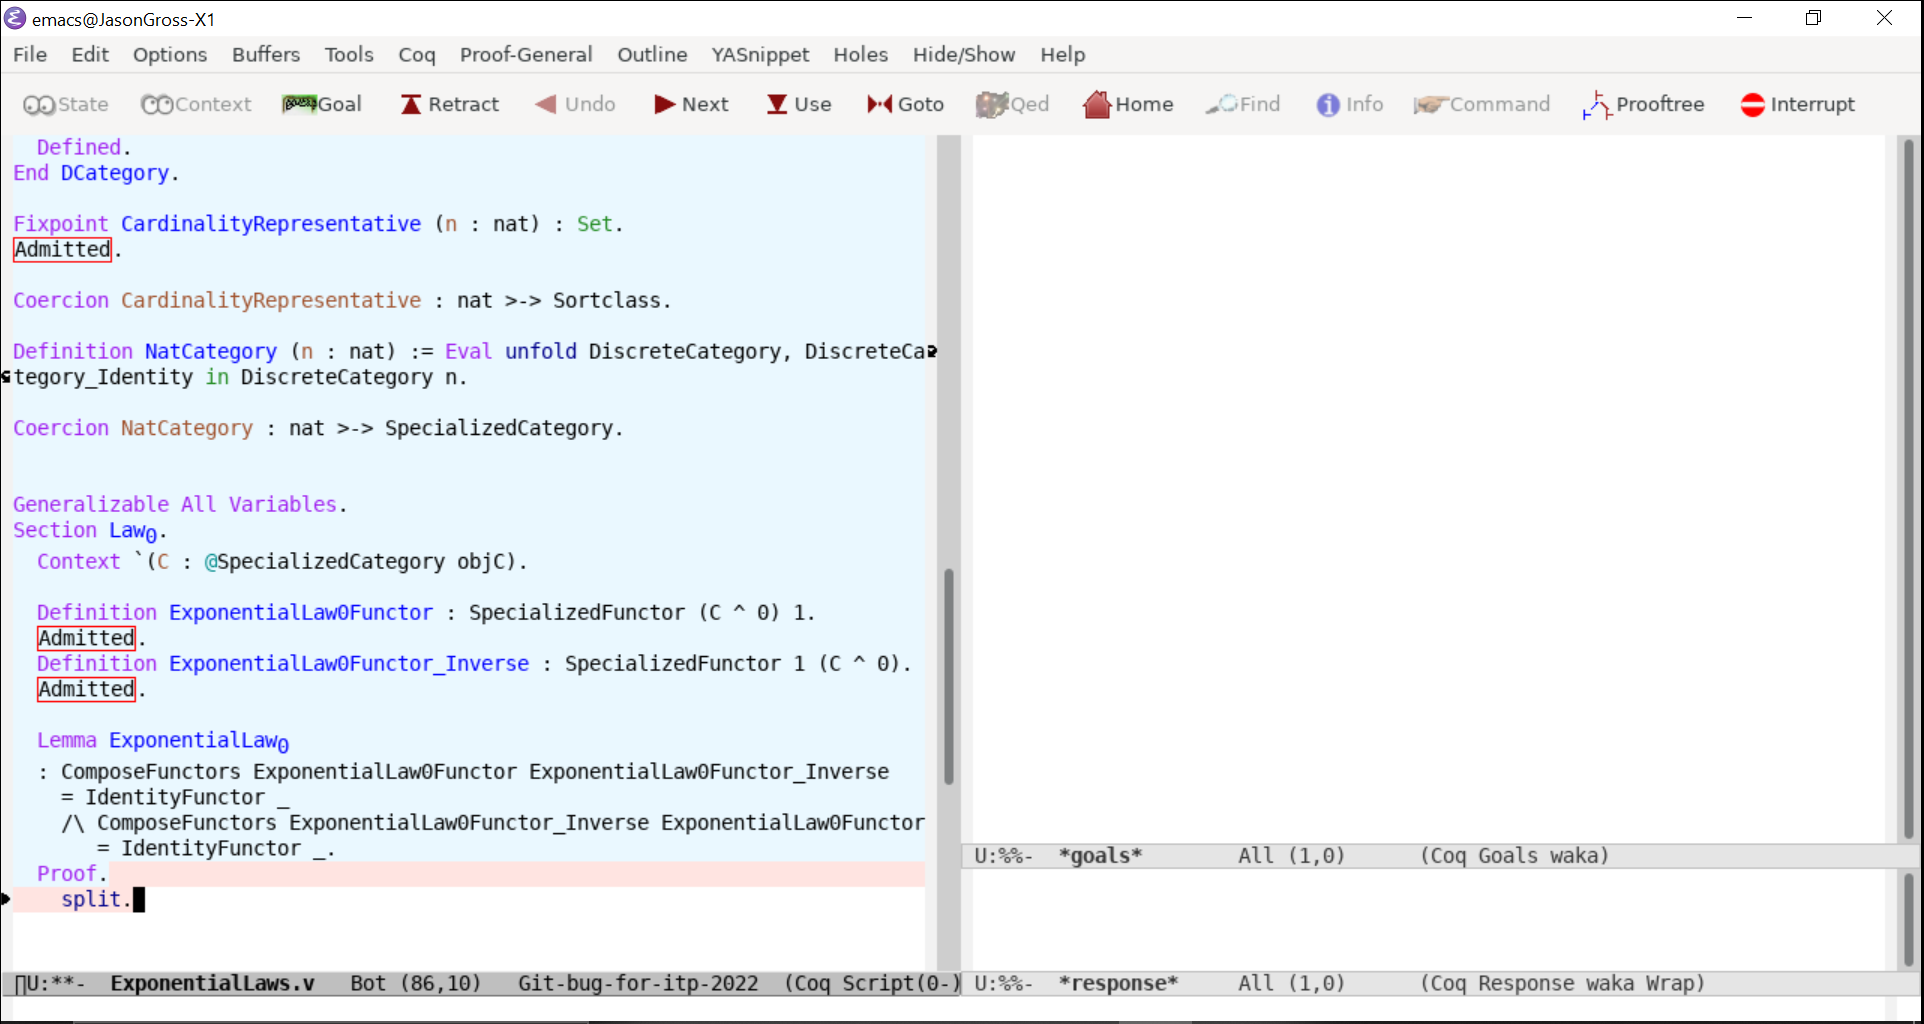 emacs@JasonGross-X1
File Edit Options Buffers Tools Coq Proof-General Outline YASnippet Holes Hide/Show Help
State Context Goal Retract Undo Next Use Goto Qed Home Find Info Command Prooftree Interrupt
  Defined.
End DCategory.
Fixpoint CardinalityRepresentative (n : nat) : Set.
Admitted.
Coercion CardinalityRepresentative : nat >-> Sortclass.
Definition NatCategory (n : nat) := Eval unfold DiscreteCategory, DiscreteCa
tegory_Identity in DiscreteCategory n.
Coercion NatCategory : nat >-> SpecializedCategory.
Generalizable All Variables.
Section Law₀.
  Context `(C : @SpecializedCategory objC).
  Definition ExponentialLaw0Functor : SpecializedFunctor (C ^ 0) 1.
  Admitted.
  Definition ExponentialLaw0Functor_Inverse : SpecializedFunctor 1 (C ^ 0).
  Admitted.
  Lemma ExponentialLaw₀
  : ComposeFunctors ExponentialLaw0Functor ExponentialLaw0Functor_Inverse
    = IdentityFunctor _
    /\ ComposeFunctors ExponentialLaw0Functor_Inverse ExponentialLaw0Functor
       = IdentityFunctor _.
  Proof.
    split.
U:**-  ExponentialLaws.v   Bot (86,10)   Git-bug-for-itp-2022  (Coq Script(0-)
U:%%-  *goals*        All (1,0)      (Coq Goals waka)
U:%%-  *response*     All (1,0)      (Coq Response waka Wrap)